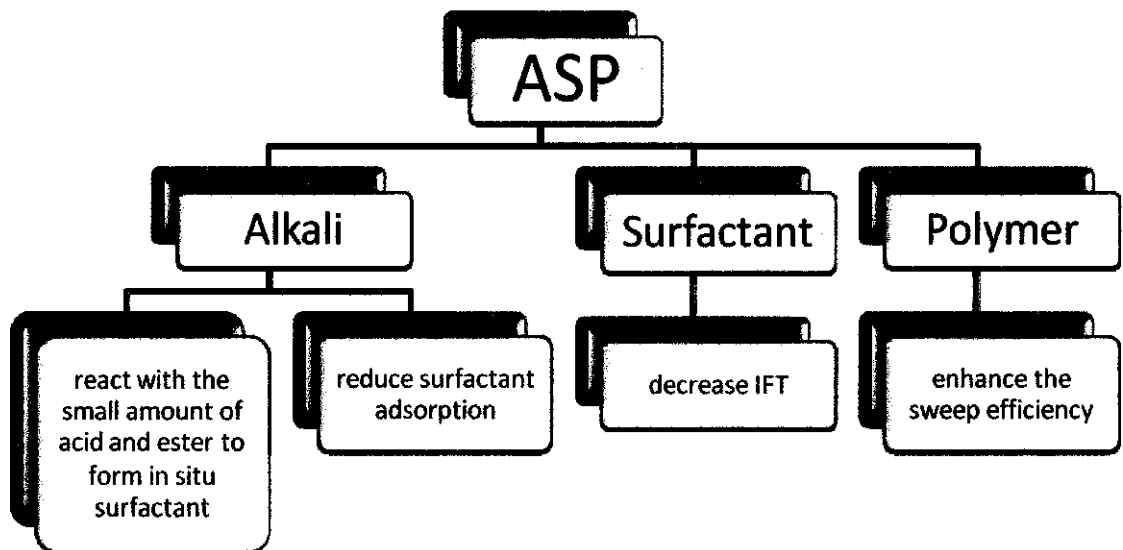 ASP
Alkali
Surfactant
Polymer
react with the
small amount of
acid and ester to
form in situ
surfactant
reduce surfactant
adsorption
decrease IFT
enhance the
sweep efficiency